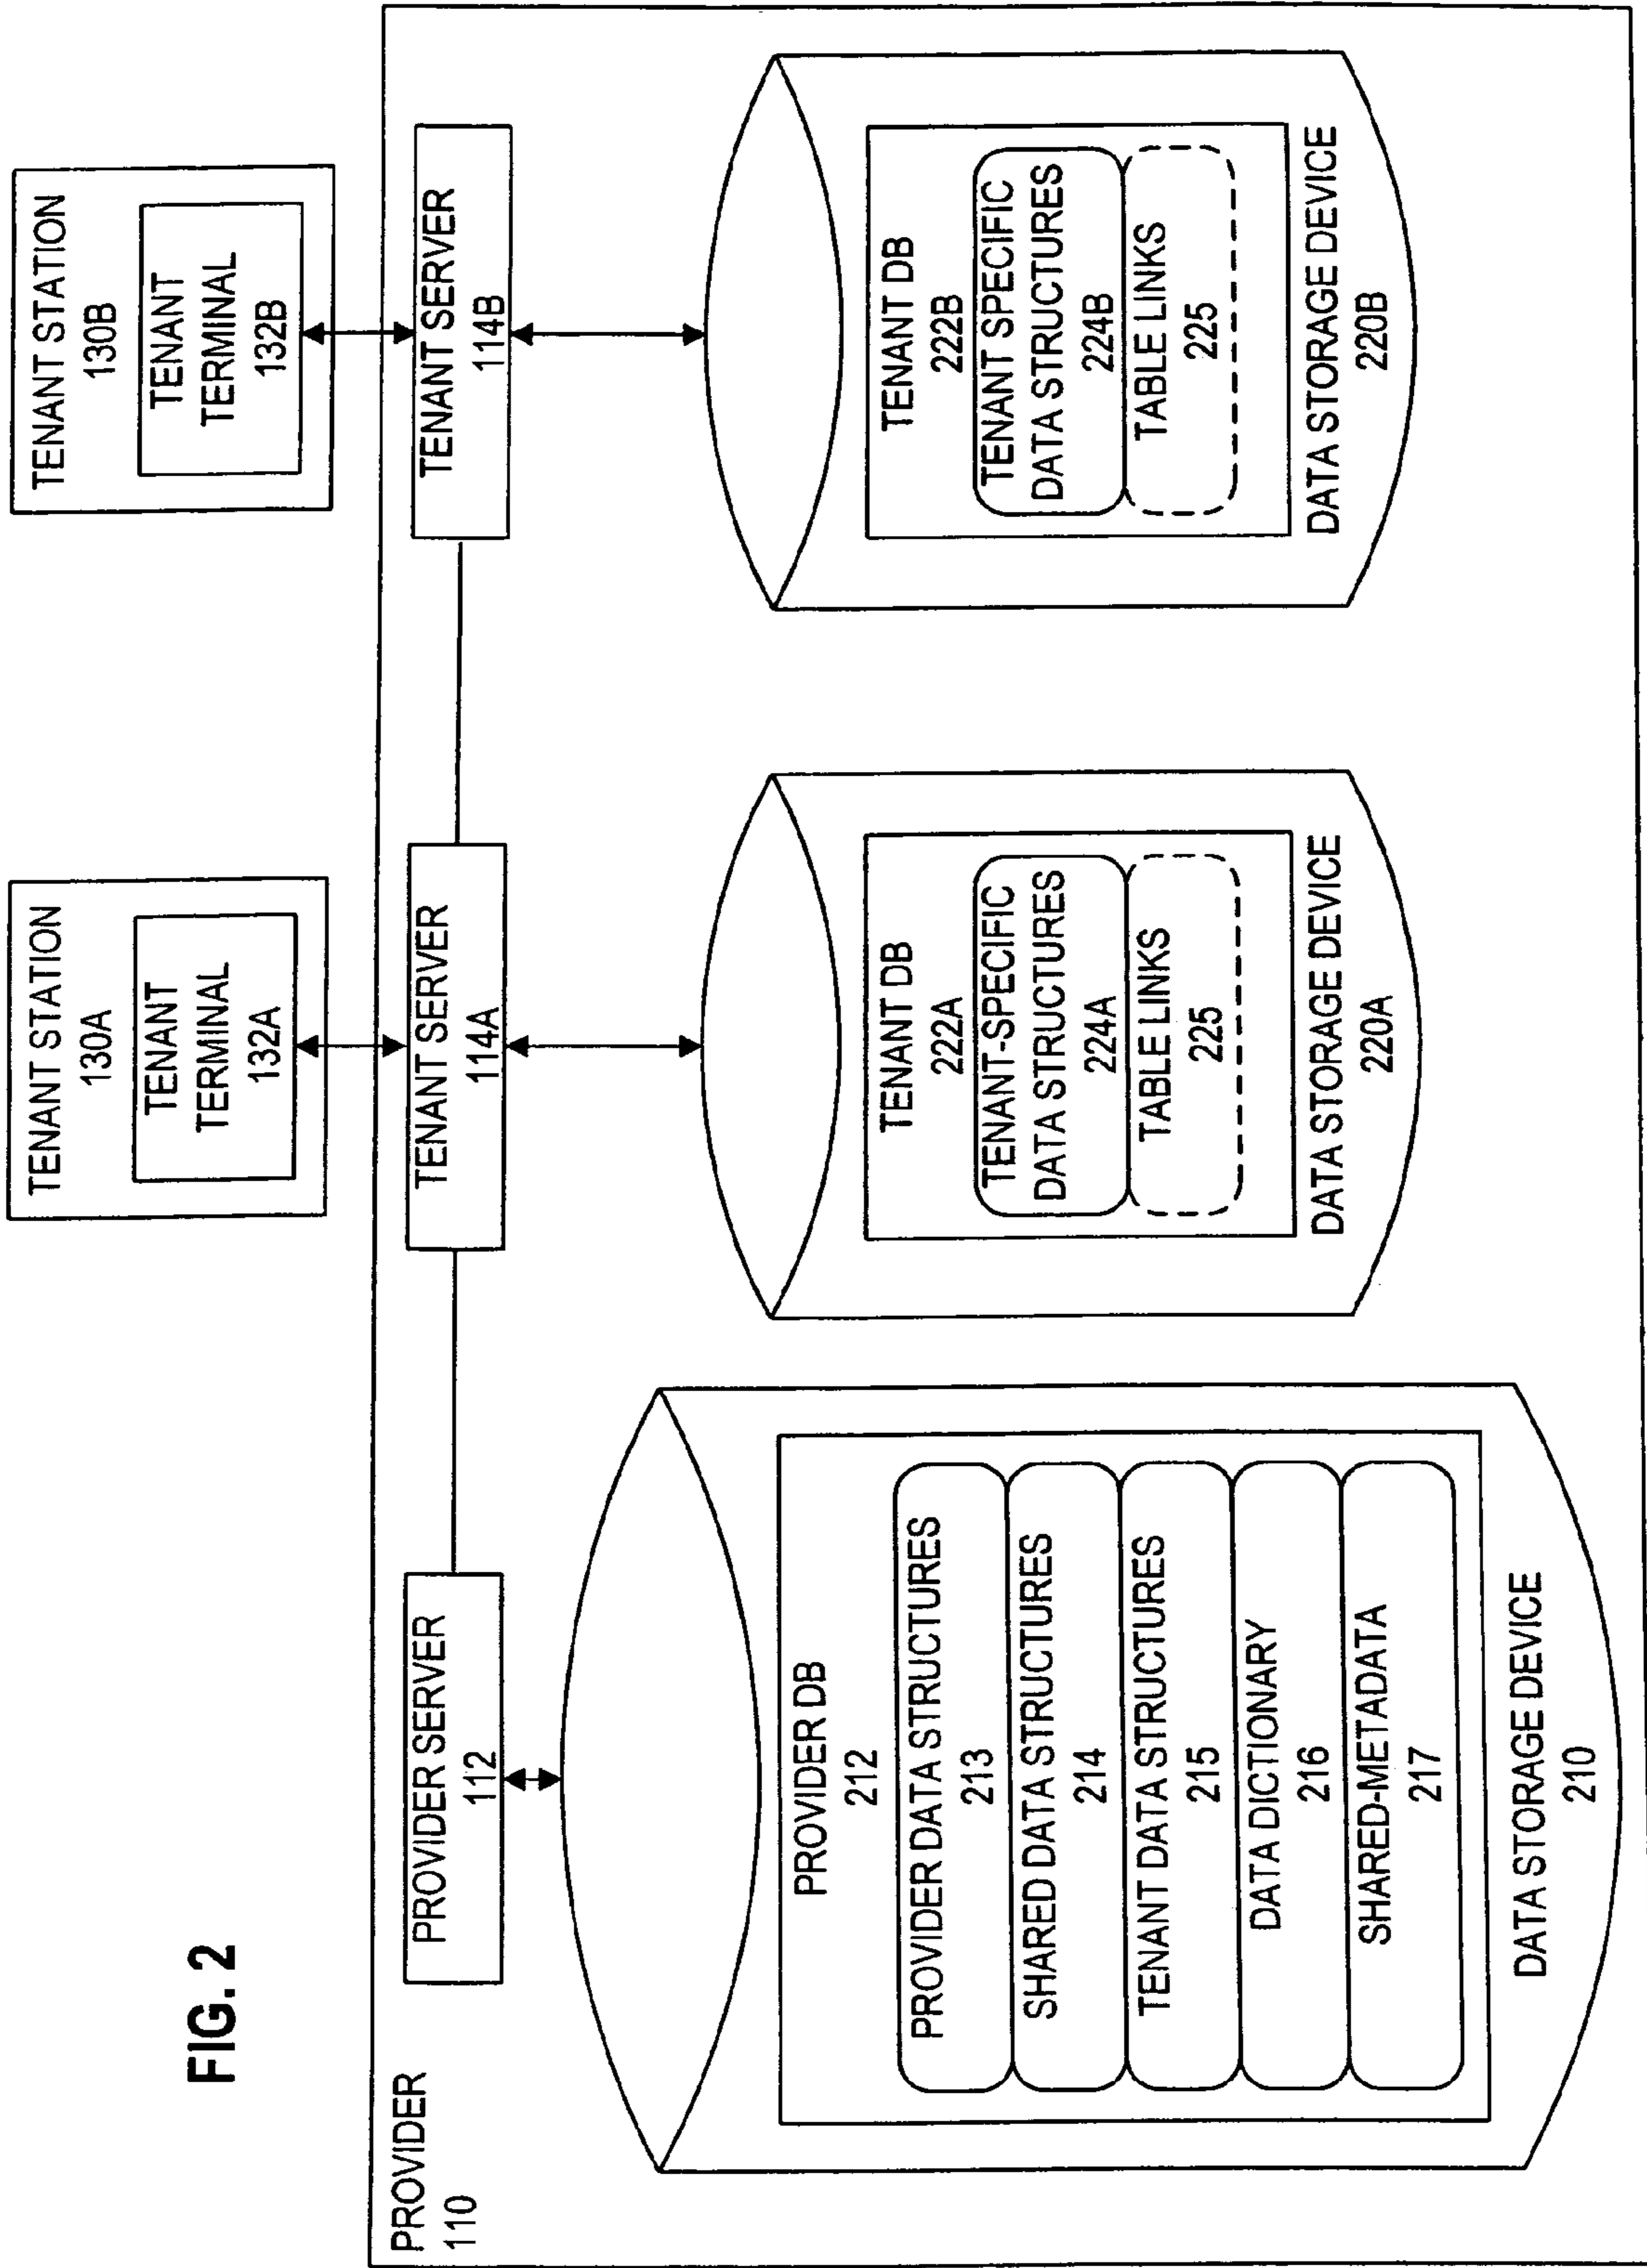 FIG. 2
TENANT STATION
130A
TENANT
TERMINAL
132A
TENANT STATION
130B
TENANT
TERMINAL
132B
PROVIDER
110
PROVIDER SERVER
112
TENANT SERVER
114A
TENANT SERVER
114B
PROVIDER DB
212
PROVIDER DATA STRUCTURES
213
SHARED DATA STRUCTURES
214
TENANT DATA STRUCTURES
215
DATA DICTIONARY
216
SHARED-METADATA
217
DATA STORAGE DEVICE
210
TENANT DB
222A
TENANT-SPECIFIC
DATA STRUCTURES
224A
TABLE LINKS
225
DATA STORAGE DEVICE
220A
TENANT DB
222B
TENANT SPECIFIC
DATA STRUCTURES
224B
TABLE LINKS
225
DATA STORAGE DEVICE
220B